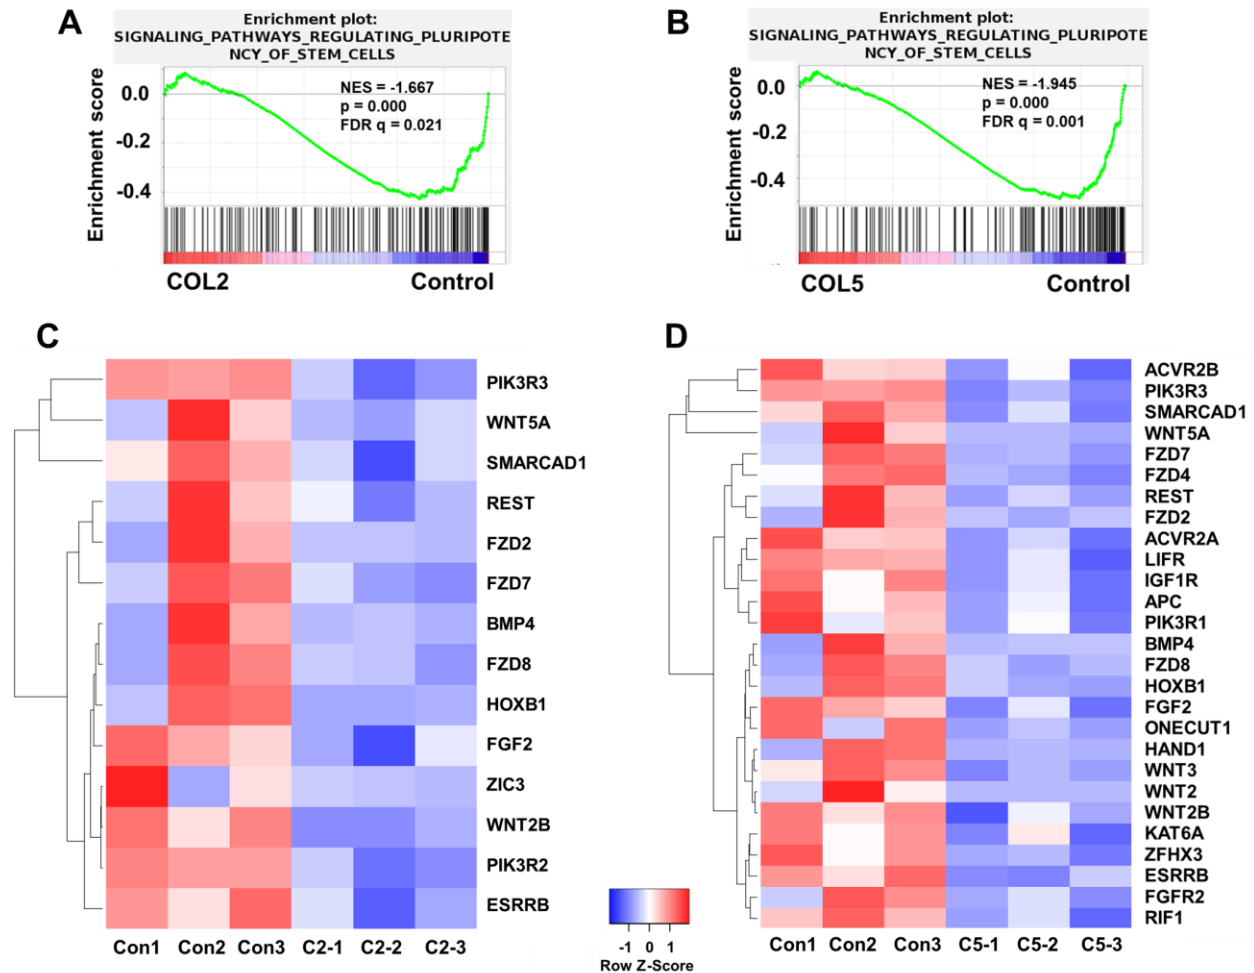 A
Enrichment plot:
SIGNALING_PATHWAYS_REGULATING_PLURIPOTE
NCY_OF_STEM_CELLS
Enrichment score
0.0
-0.2
-0.4
NES = -1.667
p = 0.000
FDR q = 0.021
COL2
Control
B
Enrichment plot:
SIGNALING_PATHWAYS_REGULATING_PLURIPOTE
NCY_OF_STEM_CELLS
Enrichment score
0.0
-0.2
-0.4
NES = -1.945
p = 0.000
FDR q = 0.001
COL5
Control
C
PIK3R3
WNT5A
SMARCAD1
REST
FZD2
FZD7
BMP4
FZD8
HOXB1
FGF2
ZIC3
WNT2B
PIK3R2
ESRRB
Con1
Con2
Con3
C2-1
C2-2
C2-3
-1
0
1
Row Z-Score
D
ACVR2B
PIK3R3
SMARCAD1
WNT5A
FZD7
FZD4
REST
FZD2
ACVR2A
LIFR
IGF1R
APC
PIK3R1
BMP4
FZD8
HOXB1
FGF2
ONECUT1
HAND1
WNT3
WNT2
WNT2B
KAT6A
ZFHX3
ESRRB
FGFR2
RIF1
Con1
Con2
Con3
C5-1
C5-2
C5-3